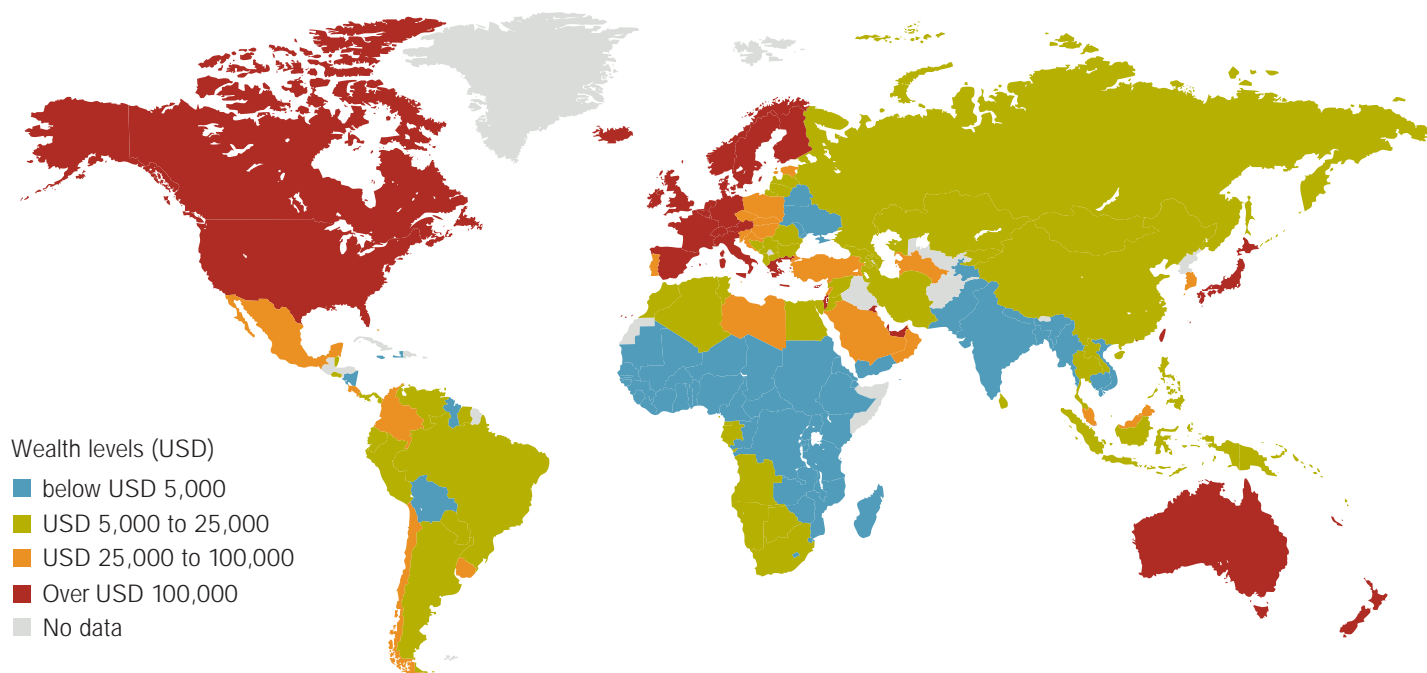 Wealth levels (USD)
below USD 5,000
USD 5,000 to 25,000
USD 25,000 to 100,000
Over USD 100,000
No data